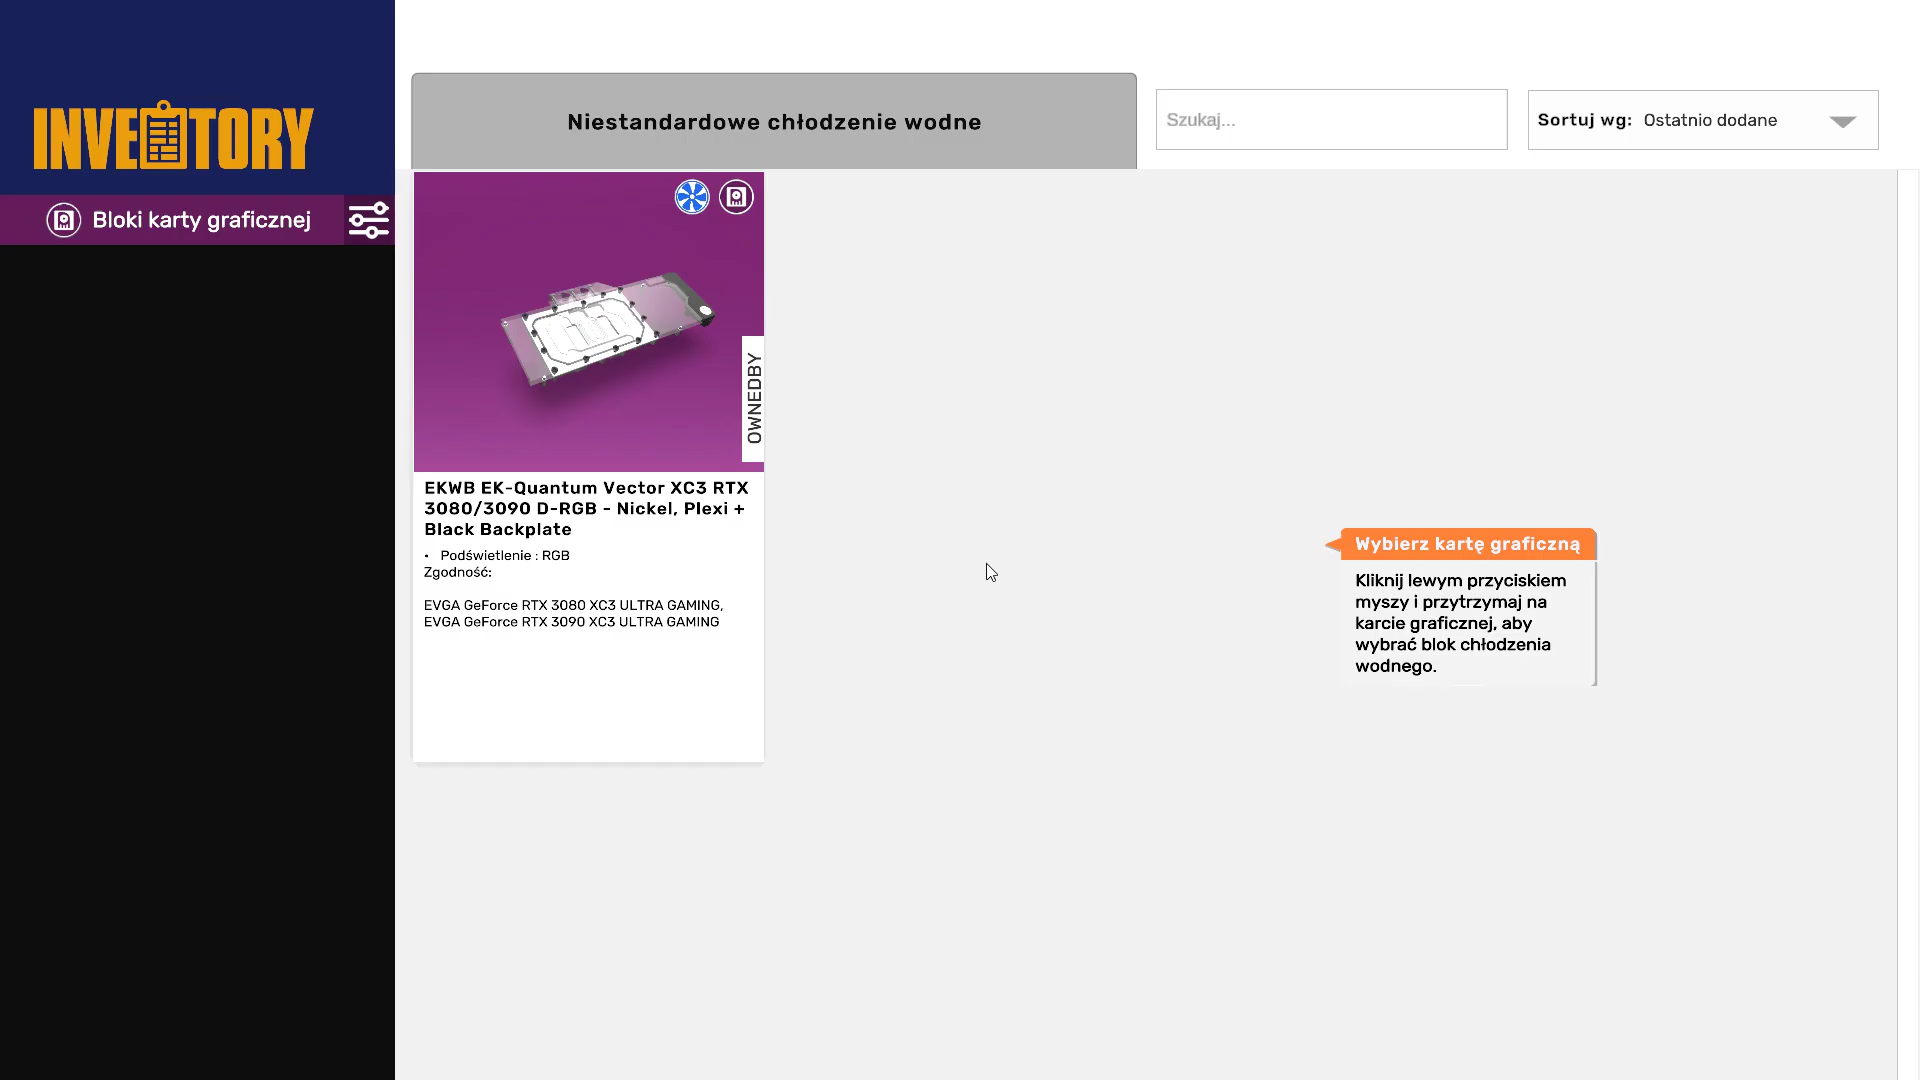 INVENTORY
Bloki karty graficznej
Niestandardowe chłodzenie wodne
Szukaj...
Sortuj wg: Ostatnio dodane
OWNEDBY
EKWB EK-Quantum Vector XC3 RTX
3080/3090 D-RGB - Nickel, Plexi +
Black Backplate
• Podświetlenie : RGB
Zgodność:
EVGA GeForce RTX 3080 XC3 ULTRA GAMING,
EVGA GeForce RTX 3090 XC3 ULTRA GAMING
Wybierz kartę graficzną
Kliknij lewym przyciskiem
myszy i przytrzymaj na
karcie graficznej, aby
wybrać blok chłodzenia
wodnego.